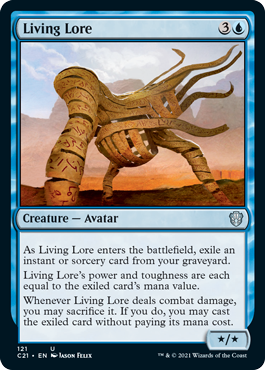 Living Lore 3
Creature — Avatar
As Living Lore enters the battlefield, exile an
instant or sorcery card from your graveyard.
Living Lore's power and toughness are each
equal to the exiled card's mana value.
Whenever Living Lore deals combat damage,
you may sacrifice it. If you do, you may cast
the exiled card without paying its mana cost.
*/*
121 U
C21 • EN Jason Felix ™ & © 2021 Wizards of the Coast